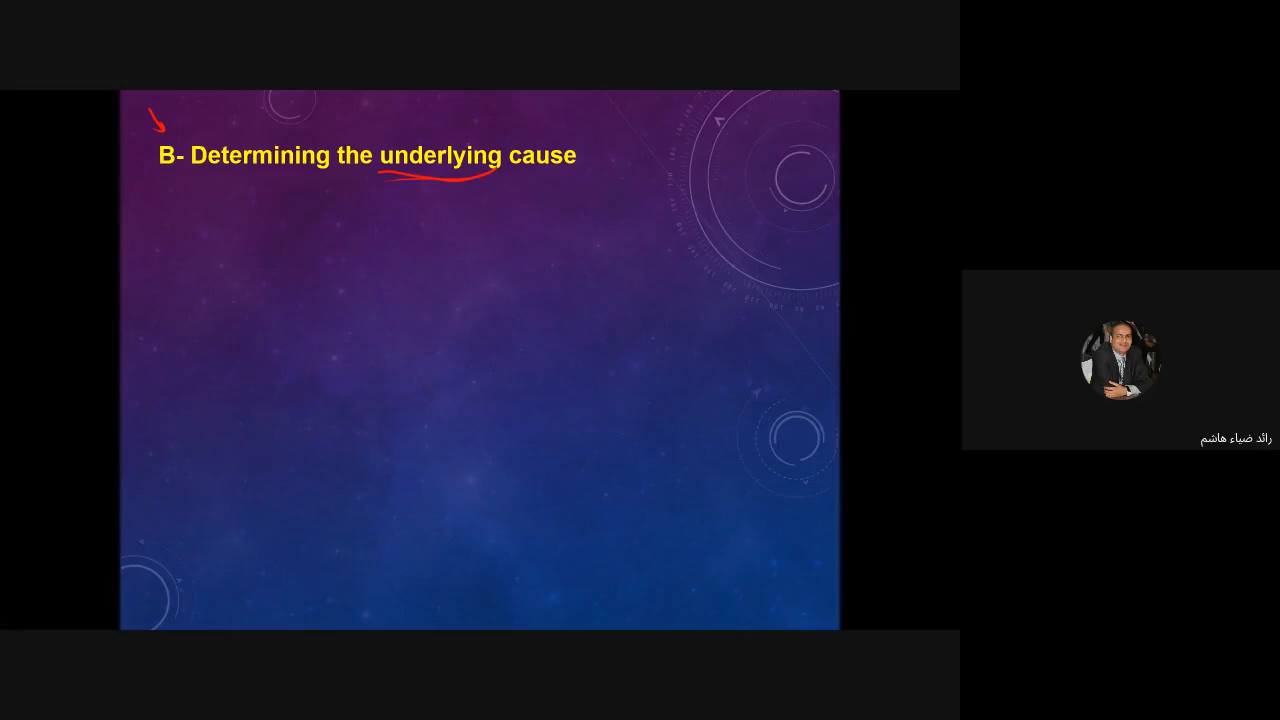 B- Determining the underlying cause
رائد ضياء هاشم